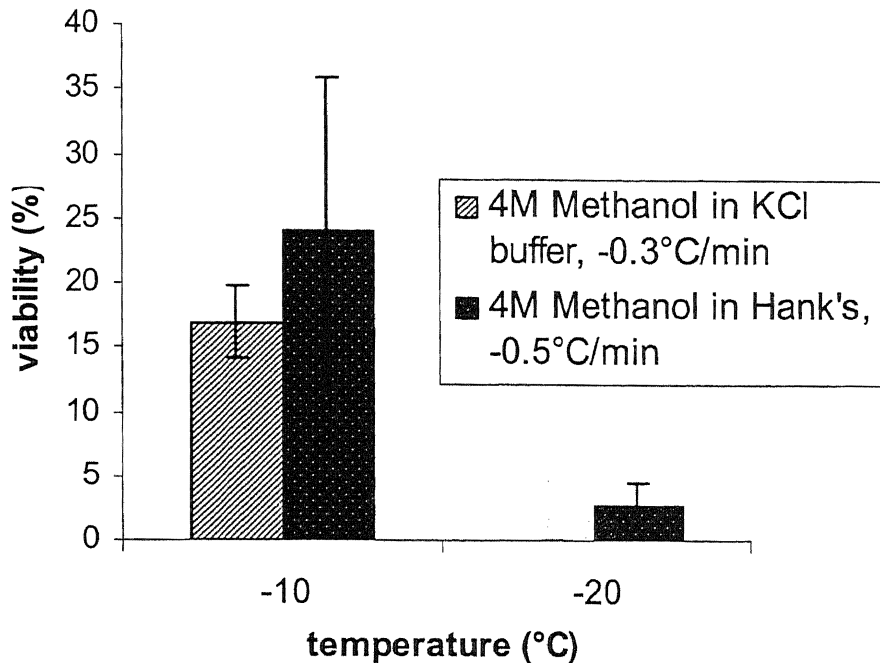 40
35
30
25
20
15
10
5
0
viability (%)
4M Methanol in KCl
buffer, -0.3°C/min
4M Methanol in Hank's,
-0.5°C/min
-10
-20
temperature (°C)